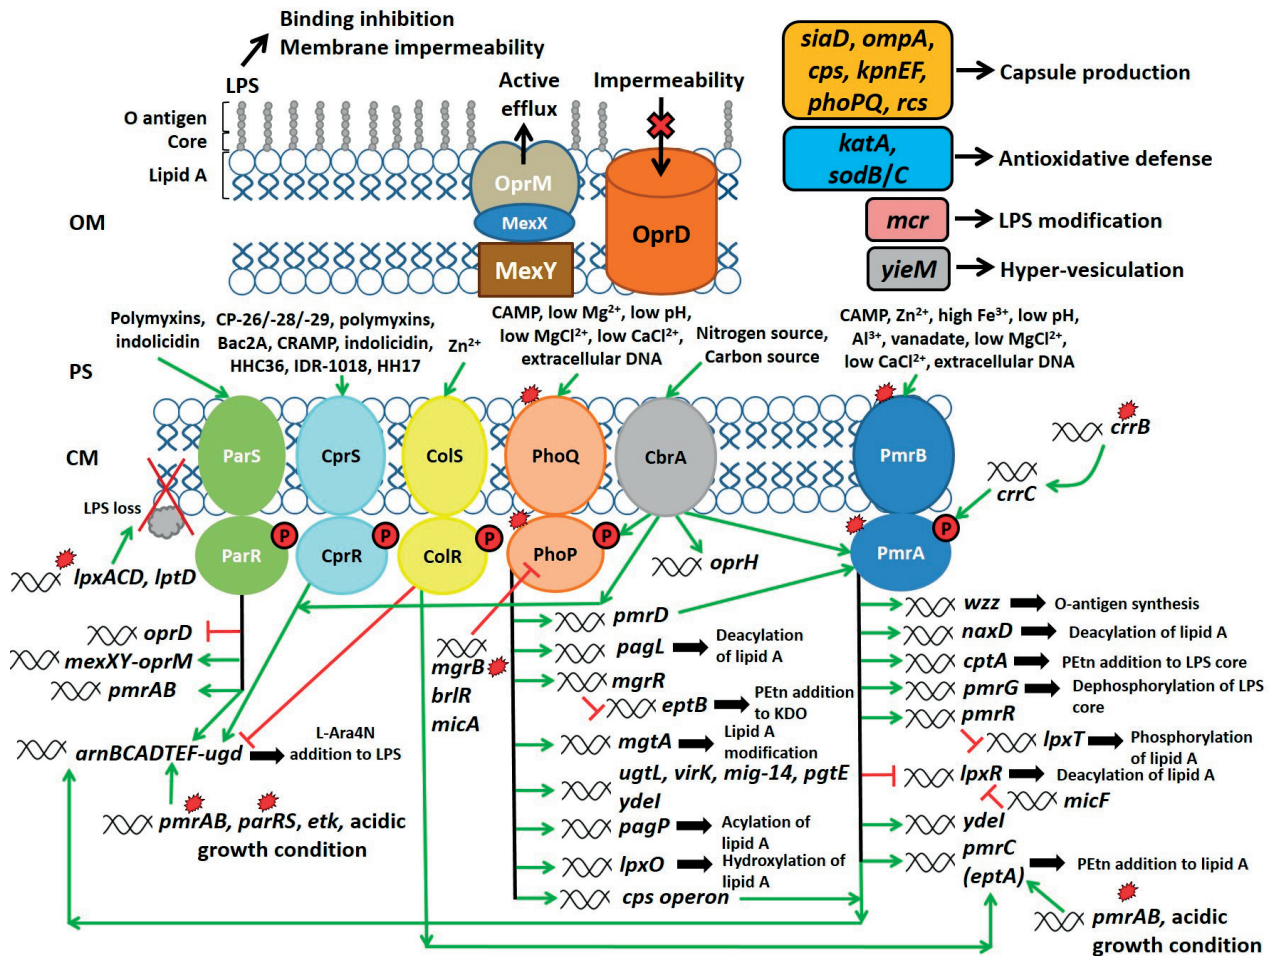 Binding inhibition
Membrane impermeability
LPS
Active
efflux
Impermeability
O antigen
Core
Lipid A
OprM
MexX
MexY
OprD
OM
siaD, ompA,
cps, kpnEF,
phoPQ, rcs
Capsule production
katA,
sodB/C
Antioxidative defense
mcr
LPS modification
yieM
Hyper-vesiculation
Polymyxins,
indolicidin
CP-26/-28/-29, polymyxins,
Bac2A, CRAMP, indolicidin,
HHC36, IDR-1018, HH17
Zn²⁺
CAMP, low Mg²⁺, low pH,
low MgCl²⁺, low CaCl²⁺,
extracellular DNA
Nitrogen source,
Carbon source
CAMP, Zn²⁺, high Fe³⁺, low pH,
Al³⁺, vanadate, low MgCl²⁺,
low CaCl²⁺, extracellular DNA
PS
CM
ParS
CprS
ColS
PhoQ
CbrA
PmrB
crrB
crrC
LPS loss
ParR
P
CprR
P
ColR
P
PhoP
P
PmrA
P
lpxACD, lptD
oprH
oprD
mexXY-oprM
pmrAB
arnBCADTEF-ugd
L-Ara4N
addition to LPS
pmrAB, parRS, etk, acidic
growth condition
mgrB
brlR
micA
pmrD
pagL
Deacylation
of lipid A
mgrR
eptB
PEtn addition
to KDO
mgtA
Lipid A
modification
ugtL, virK, mig-14, pgtE
ydeI
pagP
Acylation of
lipid A
lpxO
Hydroxylation of
lipid A
cps operon
wzz
O-antigen synthesis
naxD
Deacylation of lipid A
cptA
PEtn addition to LPS core
pmrG
Dephosphorylation of LPS
core
pmrR
lpxT
Phosphorylation
of lipid A
lpxR
Deacylation of lipid A
micF
ydeI
pmrC
(eptA)
PEtn addition to lipid A
pmrAB, acidic
growth condition